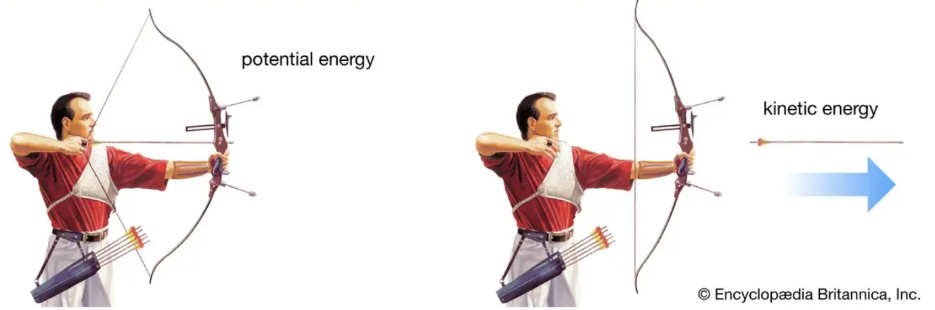 potential energy
kinetic energy
© Encyclopædia Britannica, Inc.